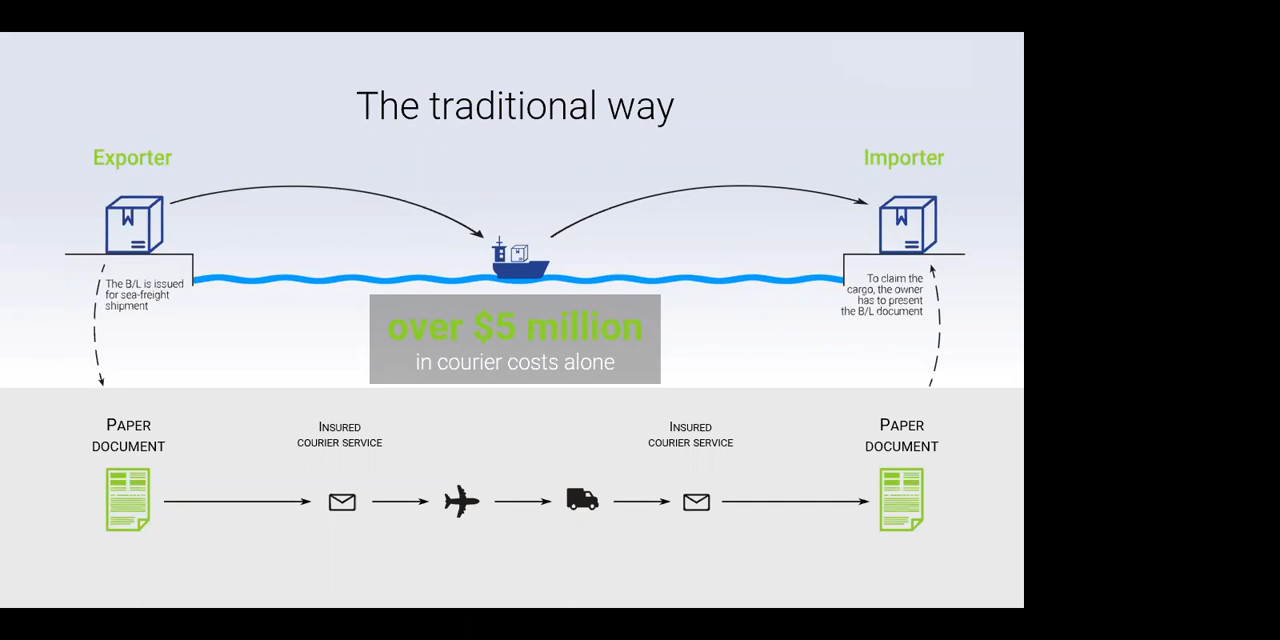 The traditional way
Exporter
Importer
The B/L is issued
for sea-freight
shipment
To claim the
cargo, the owner
has to present
the B/L document
over $5 million
in courier costs alone
PAPER
DOCUMENT
INSURED
COURIER SERVICE
INSURED
COURIER SERVICE
PAPER
DOCUMENT